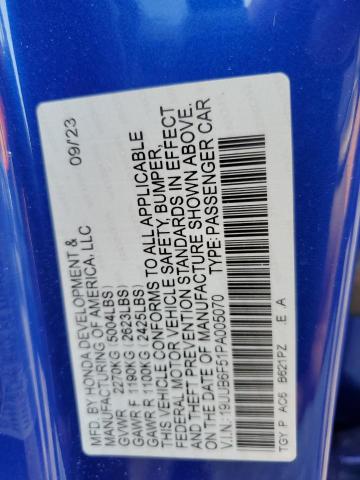 MFD. BY HONDA DEVELOPMENT & 09/23
MANUFACTURING OF AMERICA, LLC
GVWR 2270KG (5004LBS)
GAWR F 1190KG (2623LBS)
GAWR R 1100KG (2425LBS)
THIS VEHICLE CONFORMS TO ALL APPLICABLE
FEDERAL MOTOR VEHICLE SAFETY, BUMPER,
AND THEFT PREVENTION STANDARDS IN EFFECT
ON THE DATE OF MANUFACTURE SHOWN ABOVE.
V.I.N.: 19UUB6F51PA005070 TYPE: PASSENGER CAR
TGY P AC6 B621PZ .E A